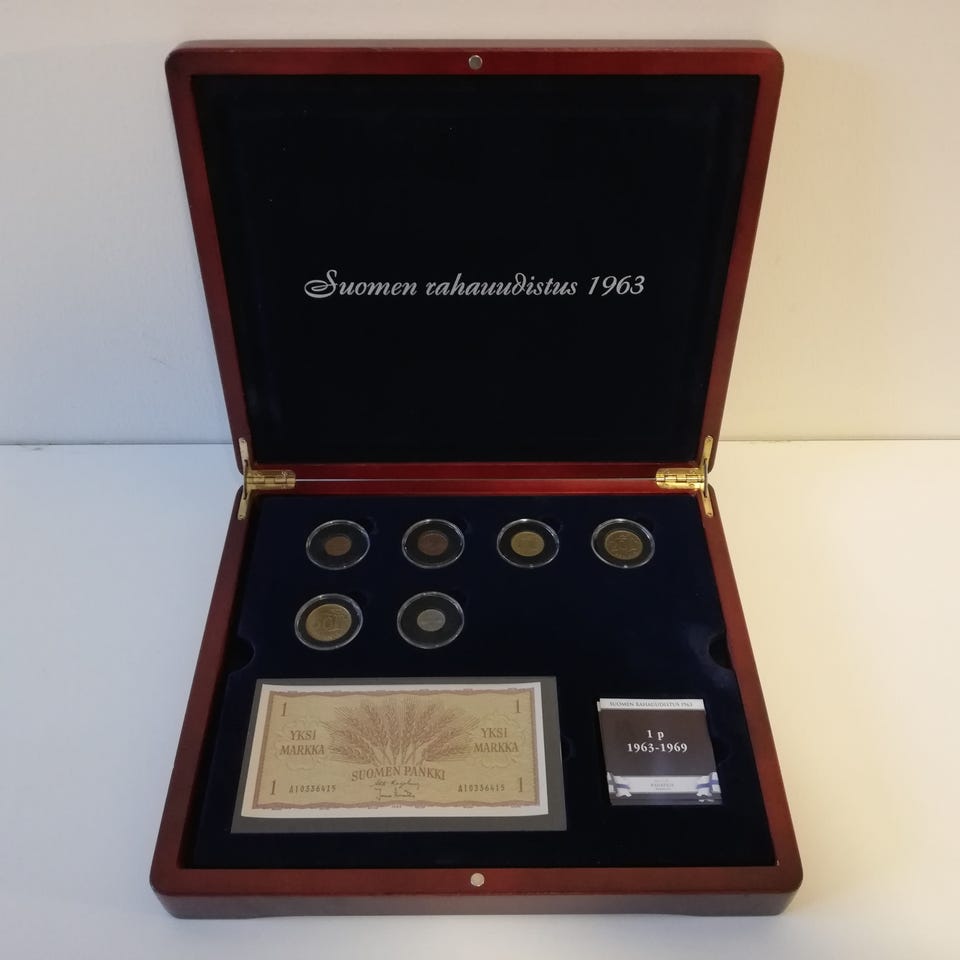 Suomen rahauudistus 1963
1
1
YKSI
MARKKA
YKSI
MARKKA
SUOMEN PANKKI
1
1
A10336415
A10336415
SUOMEN RAHAUUDISTUS 1963
1 p
1963-1969